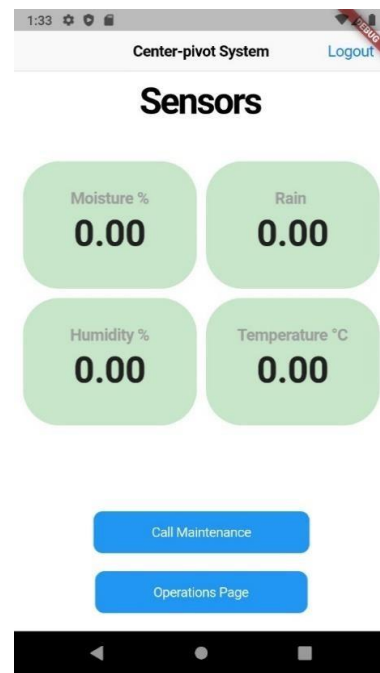 1:33
DEBUG
Center-pivot System Logout
Sensors
Moisture % Rain
0.00 0.00
Humidity % Temperature °C
0.00 0.00
Call Maintenance
Operations Page